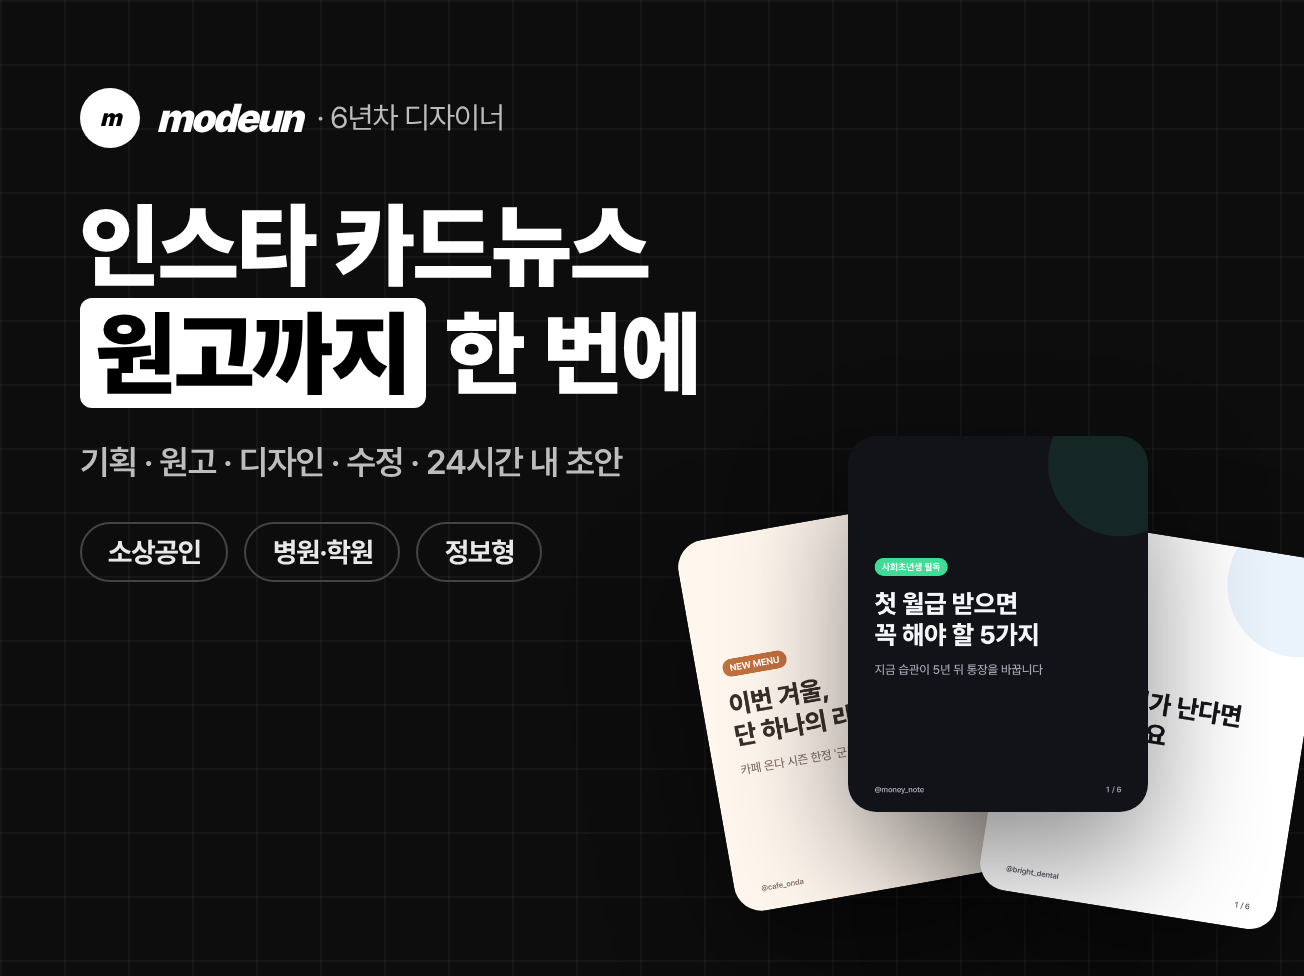 m modeun · 6년차 디자이너
인스타 카드뉴스
원고까지 한 번에
기획 · 원고 · 디자인 · 수정 · 24시간 내 초안
소상공인 병원·학원 정보형
NEW MENU
이번 겨울,
단 하나의
카페 온다 시즌 한정
@cafe_onda
사회초년생 필독
첫 월급 받으면
꼭 해야 할 5가지
지금 습관이 5년 뒤 통장을 바꿉니다
@money_note 1 / 6
가 난다면
요
@bright_dental 1 / 6